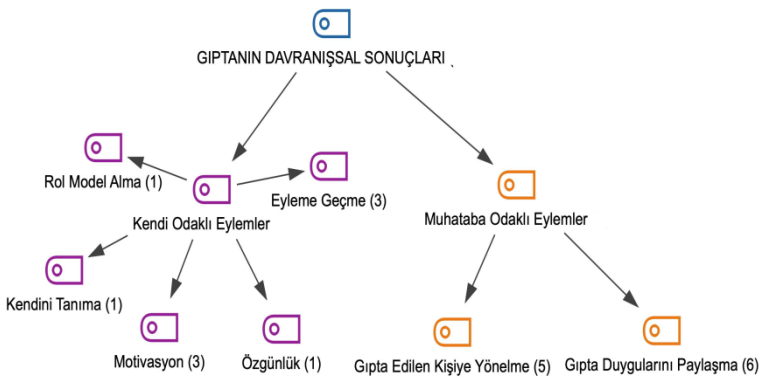 GIPTANIN DAVRANIŞSAL SONUÇLARI
Rol Model Alma (1)
Eyleme Geçme (3)
Kendi Odaklı Eylemler
Muhataba Odaklı Eylemler
Kendini Tanıma (1)
Motivasyon (3)
Özgünlük (1)
Gıpta Edilen Kişiye Yönelme (5)
Gıpta Duygularını Paylaşma (6)